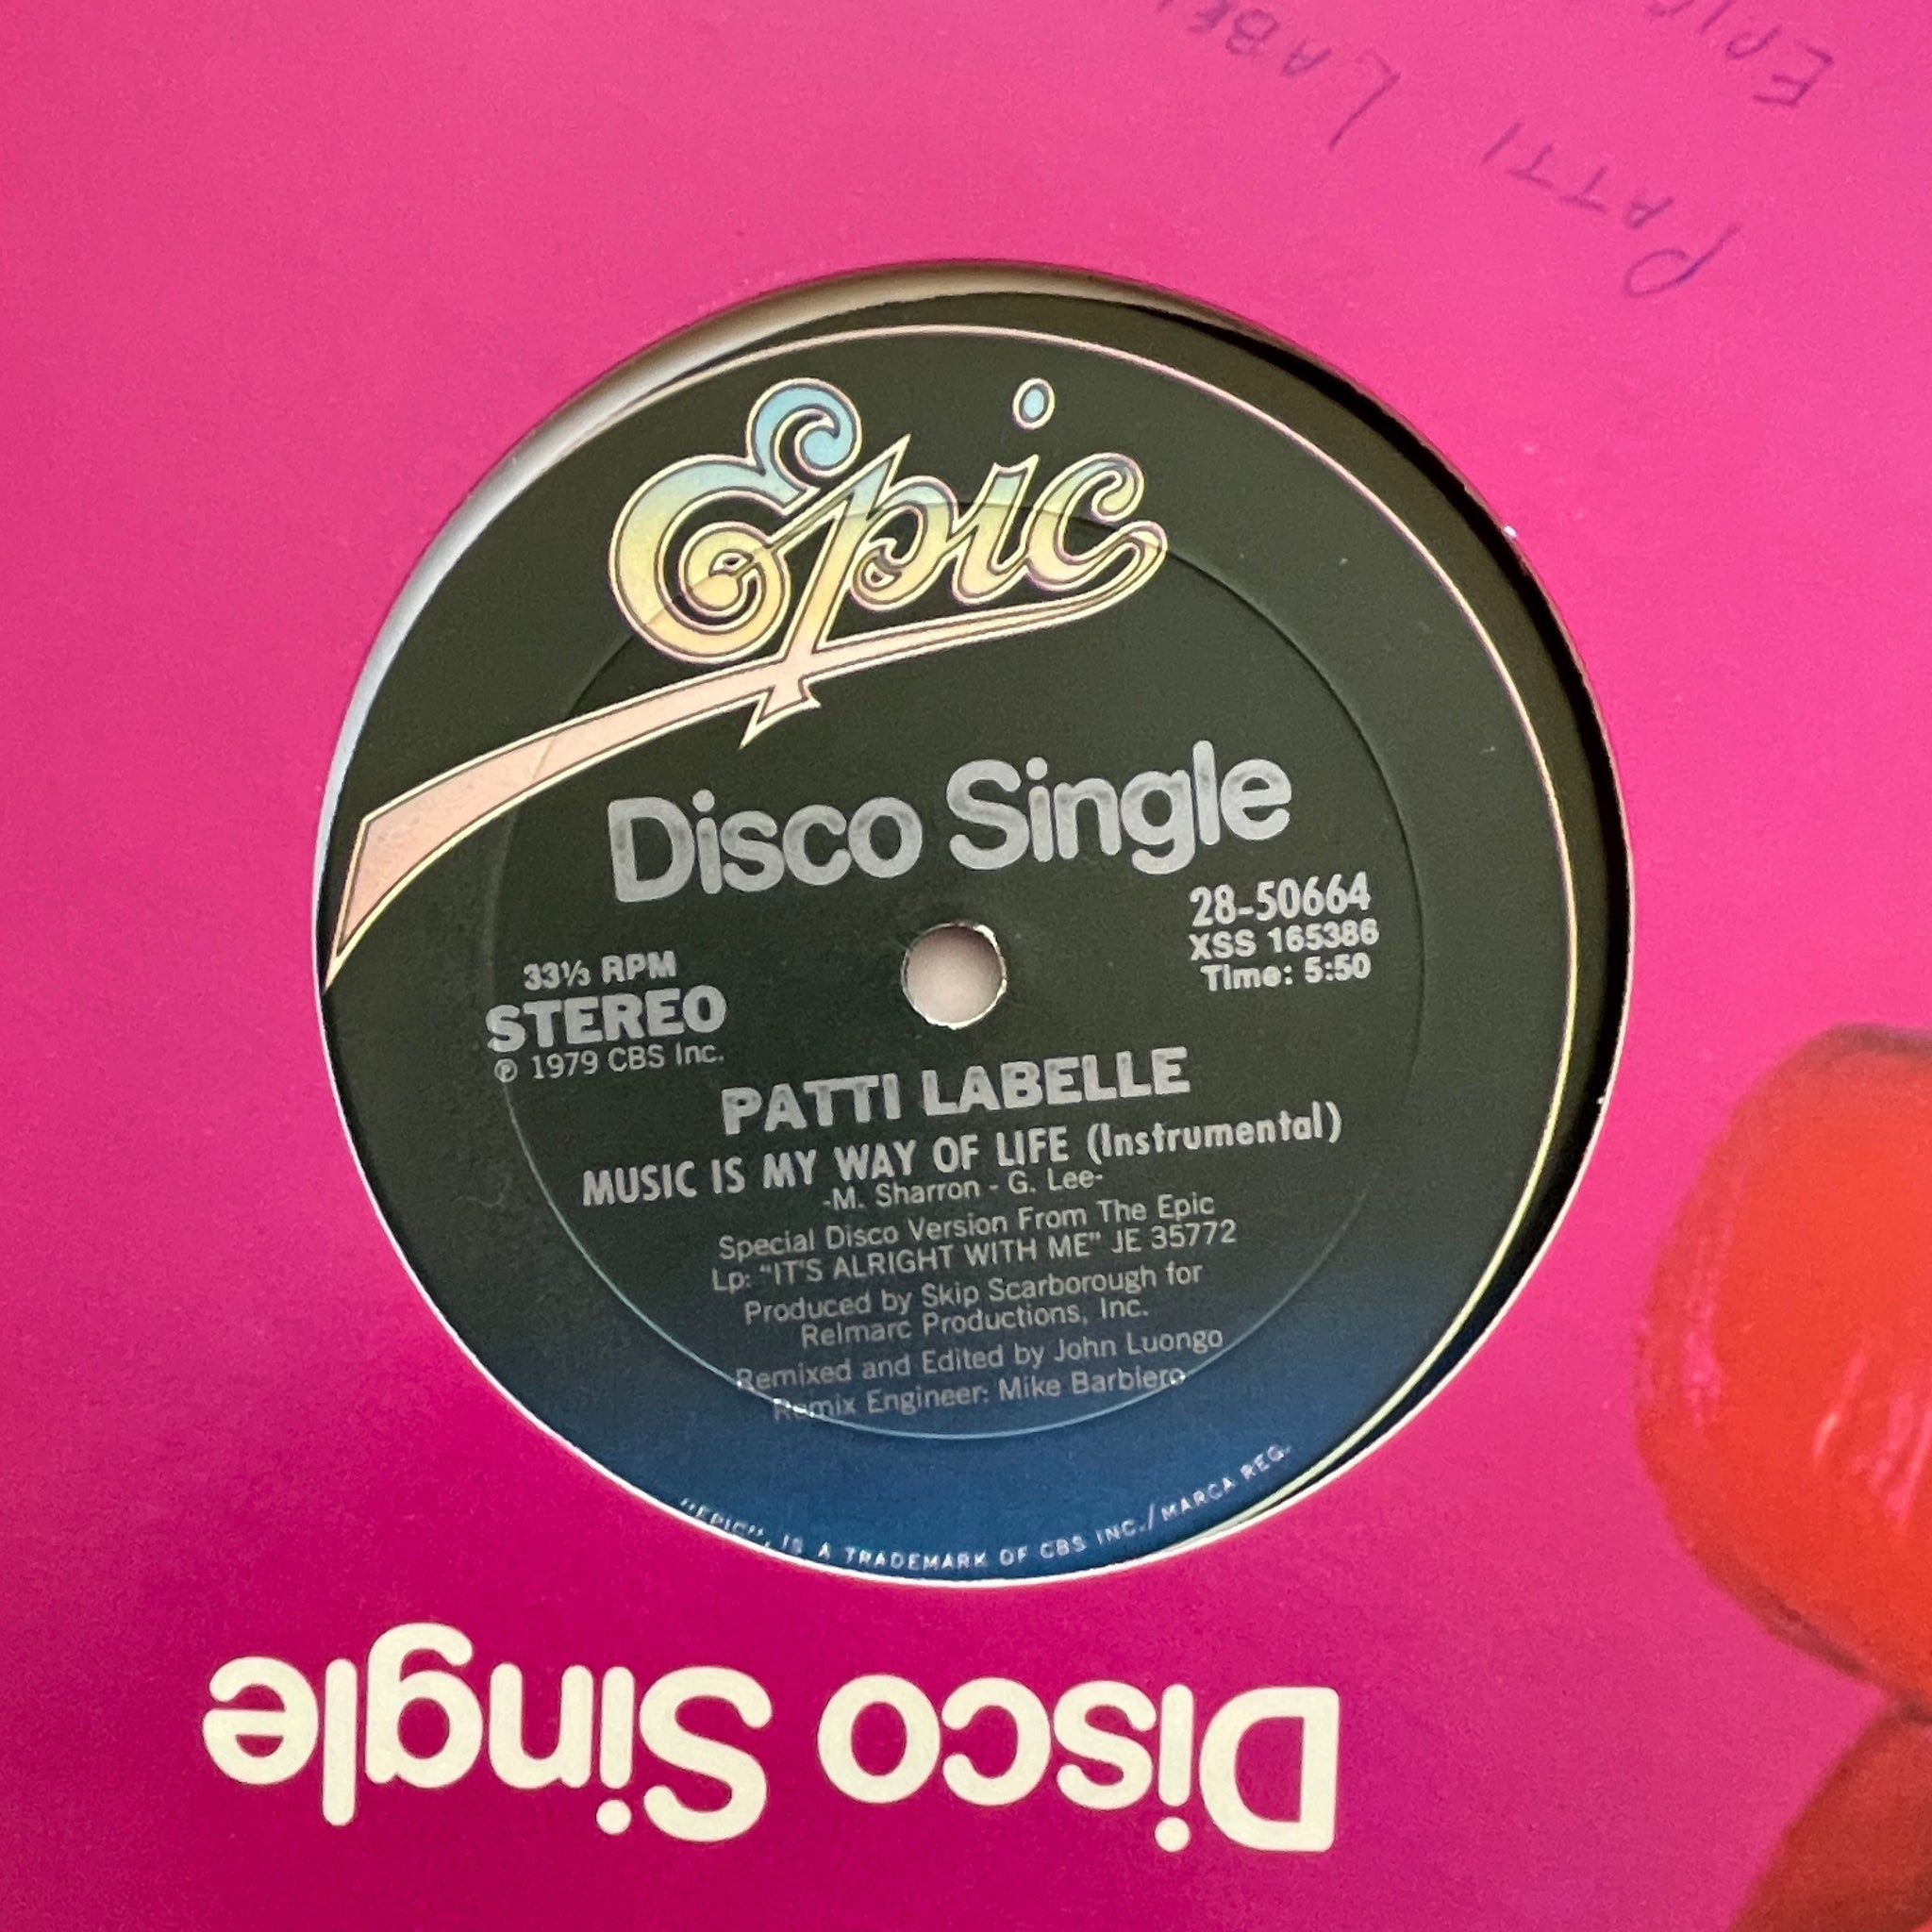 PATTI LABE
EPIC
Epic
Disco Single
28-50664
XSS 165386
Time: 5:50
33⅓ RPM
STEREO
℗ 1979 CBS Inc.
PATTI LABELLE
MUSIC IS MY WAY OF LIFE (Instrumental)
-M. Sharron - G. Lee-
Special Disco Version From The Epic
Lp: "IT'S ALRIGHT WITH ME" JE 35772
Produced by Skip Scarborough for
Relmarc Productions, Inc.
Remixed and Edited by John Luongo
Remix Engineer: Mike Barbiero
"EPIC", IS A TRADEMARK OF CBS INC./MARCA REG.
Disco Single